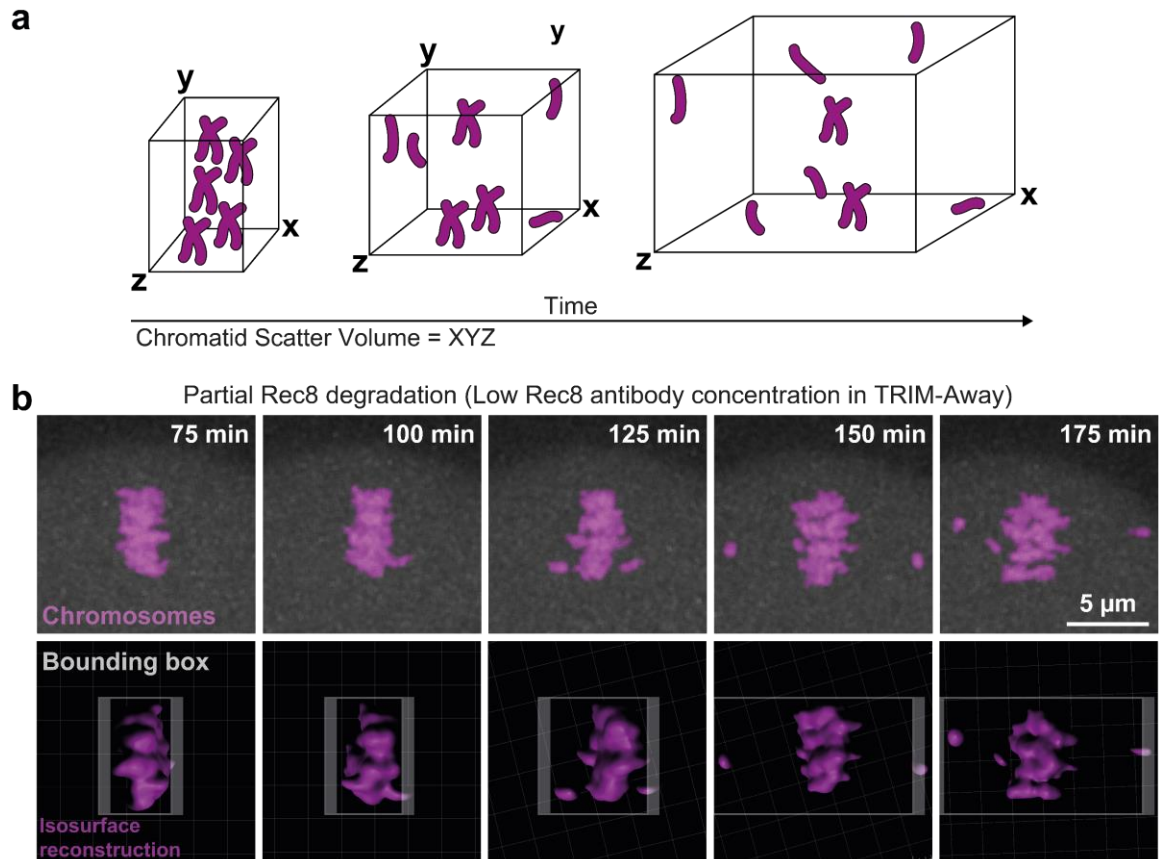 a
y
x
z
y
y
x
z
x
z
Time
Chromatid Scatter Volume = XYZ
b
Partial Rec8 degradation (Low Rec8 antibody concentration in TRIM-Away)
75 min
100 min
125 min
150 min
175 min
Chromosomes
5 µm
Bounding box
Isosurface
reconstruction